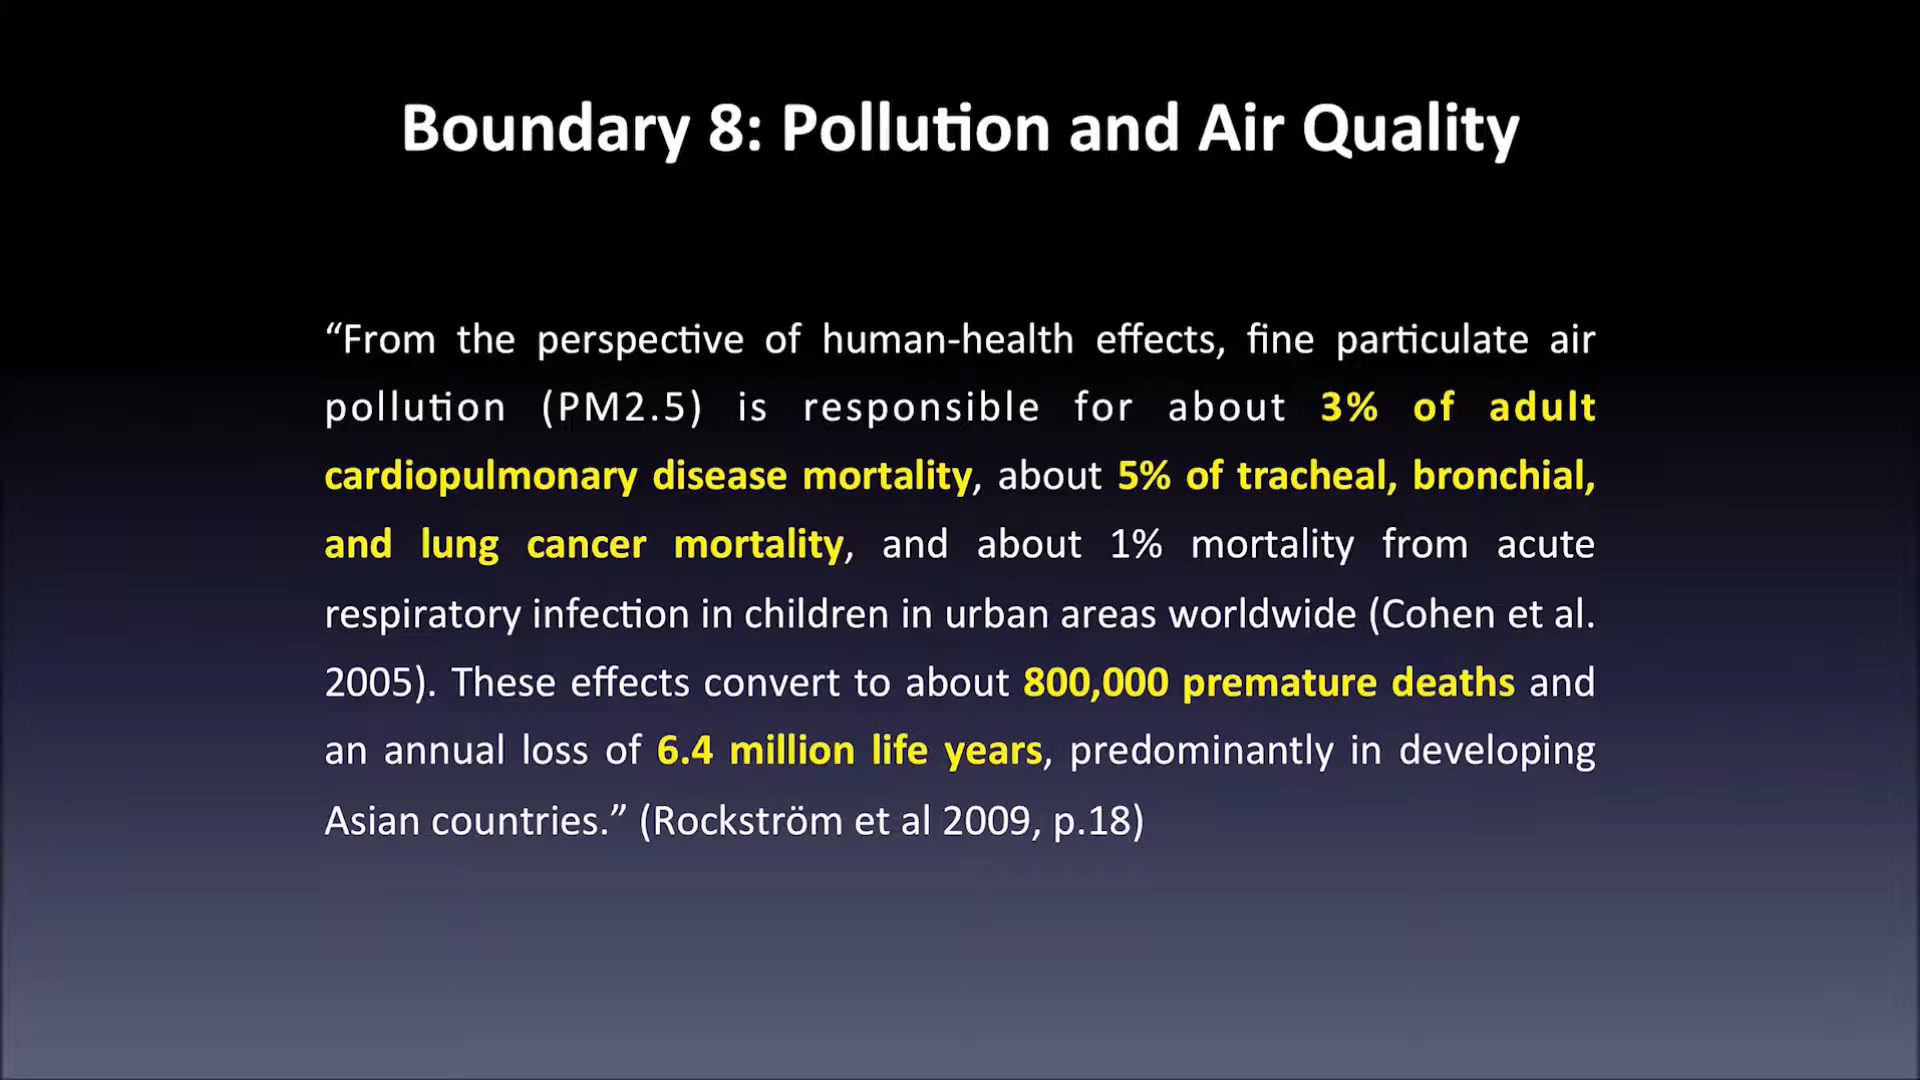 Boundary 8: Pollution and Air Quality
“From the perspective of human-health effects, fine particulate air
pollution (PM2.5) is responsible for about 3% of adult
cardiopulmonary disease mortality, about 5% of tracheal, bronchial,
and lung cancer mortality, and about 1% mortality from acute
respiratory infection in children in urban areas worldwide (Cohen et al.
2005). These effects convert to about 800,000 premature deaths and
an annual loss of 6.4 million life years, predominantly in developing
Asian countries.” (Rockström et al 2009, p.18)